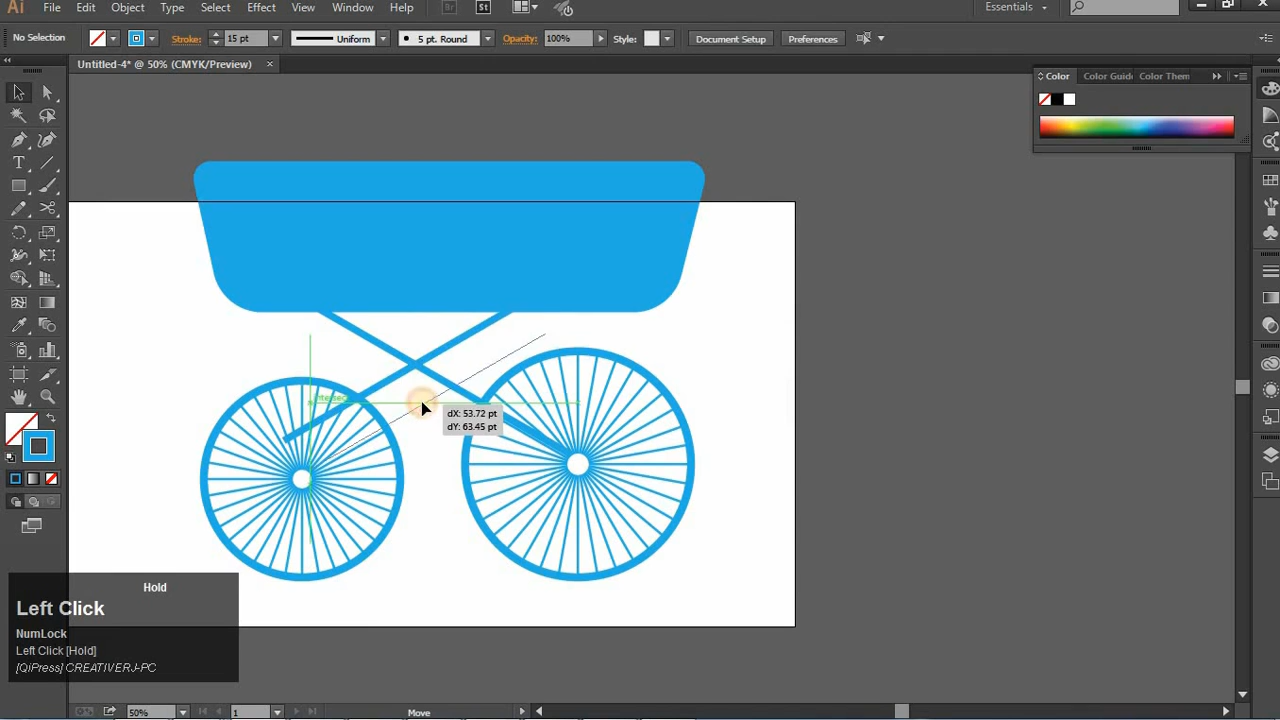 Ai File Edit Object Type Select Effect View Window Help Br St Essentials
No Selection Stroke: 15 pt Uniform 5 pt. Round Opacity: 100% Style: Document Setup Preferences
Untitled-4* @ 50% (CMYK/Preview) ×
Color Color Guid Color Them
intersect
dX: 53.72 pt
dY: 63.45 pt
Hold
Left Click
NumLock
Left Click [Hold]
[QiPress] CREATIVERJ-PC
50% 1 Move